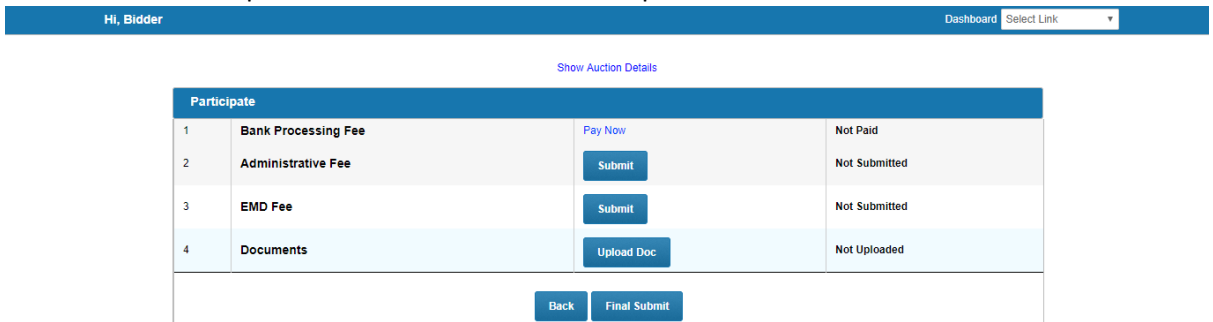 Hi, Bidder Dashboard Select Link
Show Auction Details
Participate
1 Bank Processing Fee Pay Now Not Paid
2 Administrative Fee Submit Not Submitted
3 EMD Fee Submit Not Submitted
4 Documents Upload Doc Not Uploaded
Back Final Submit